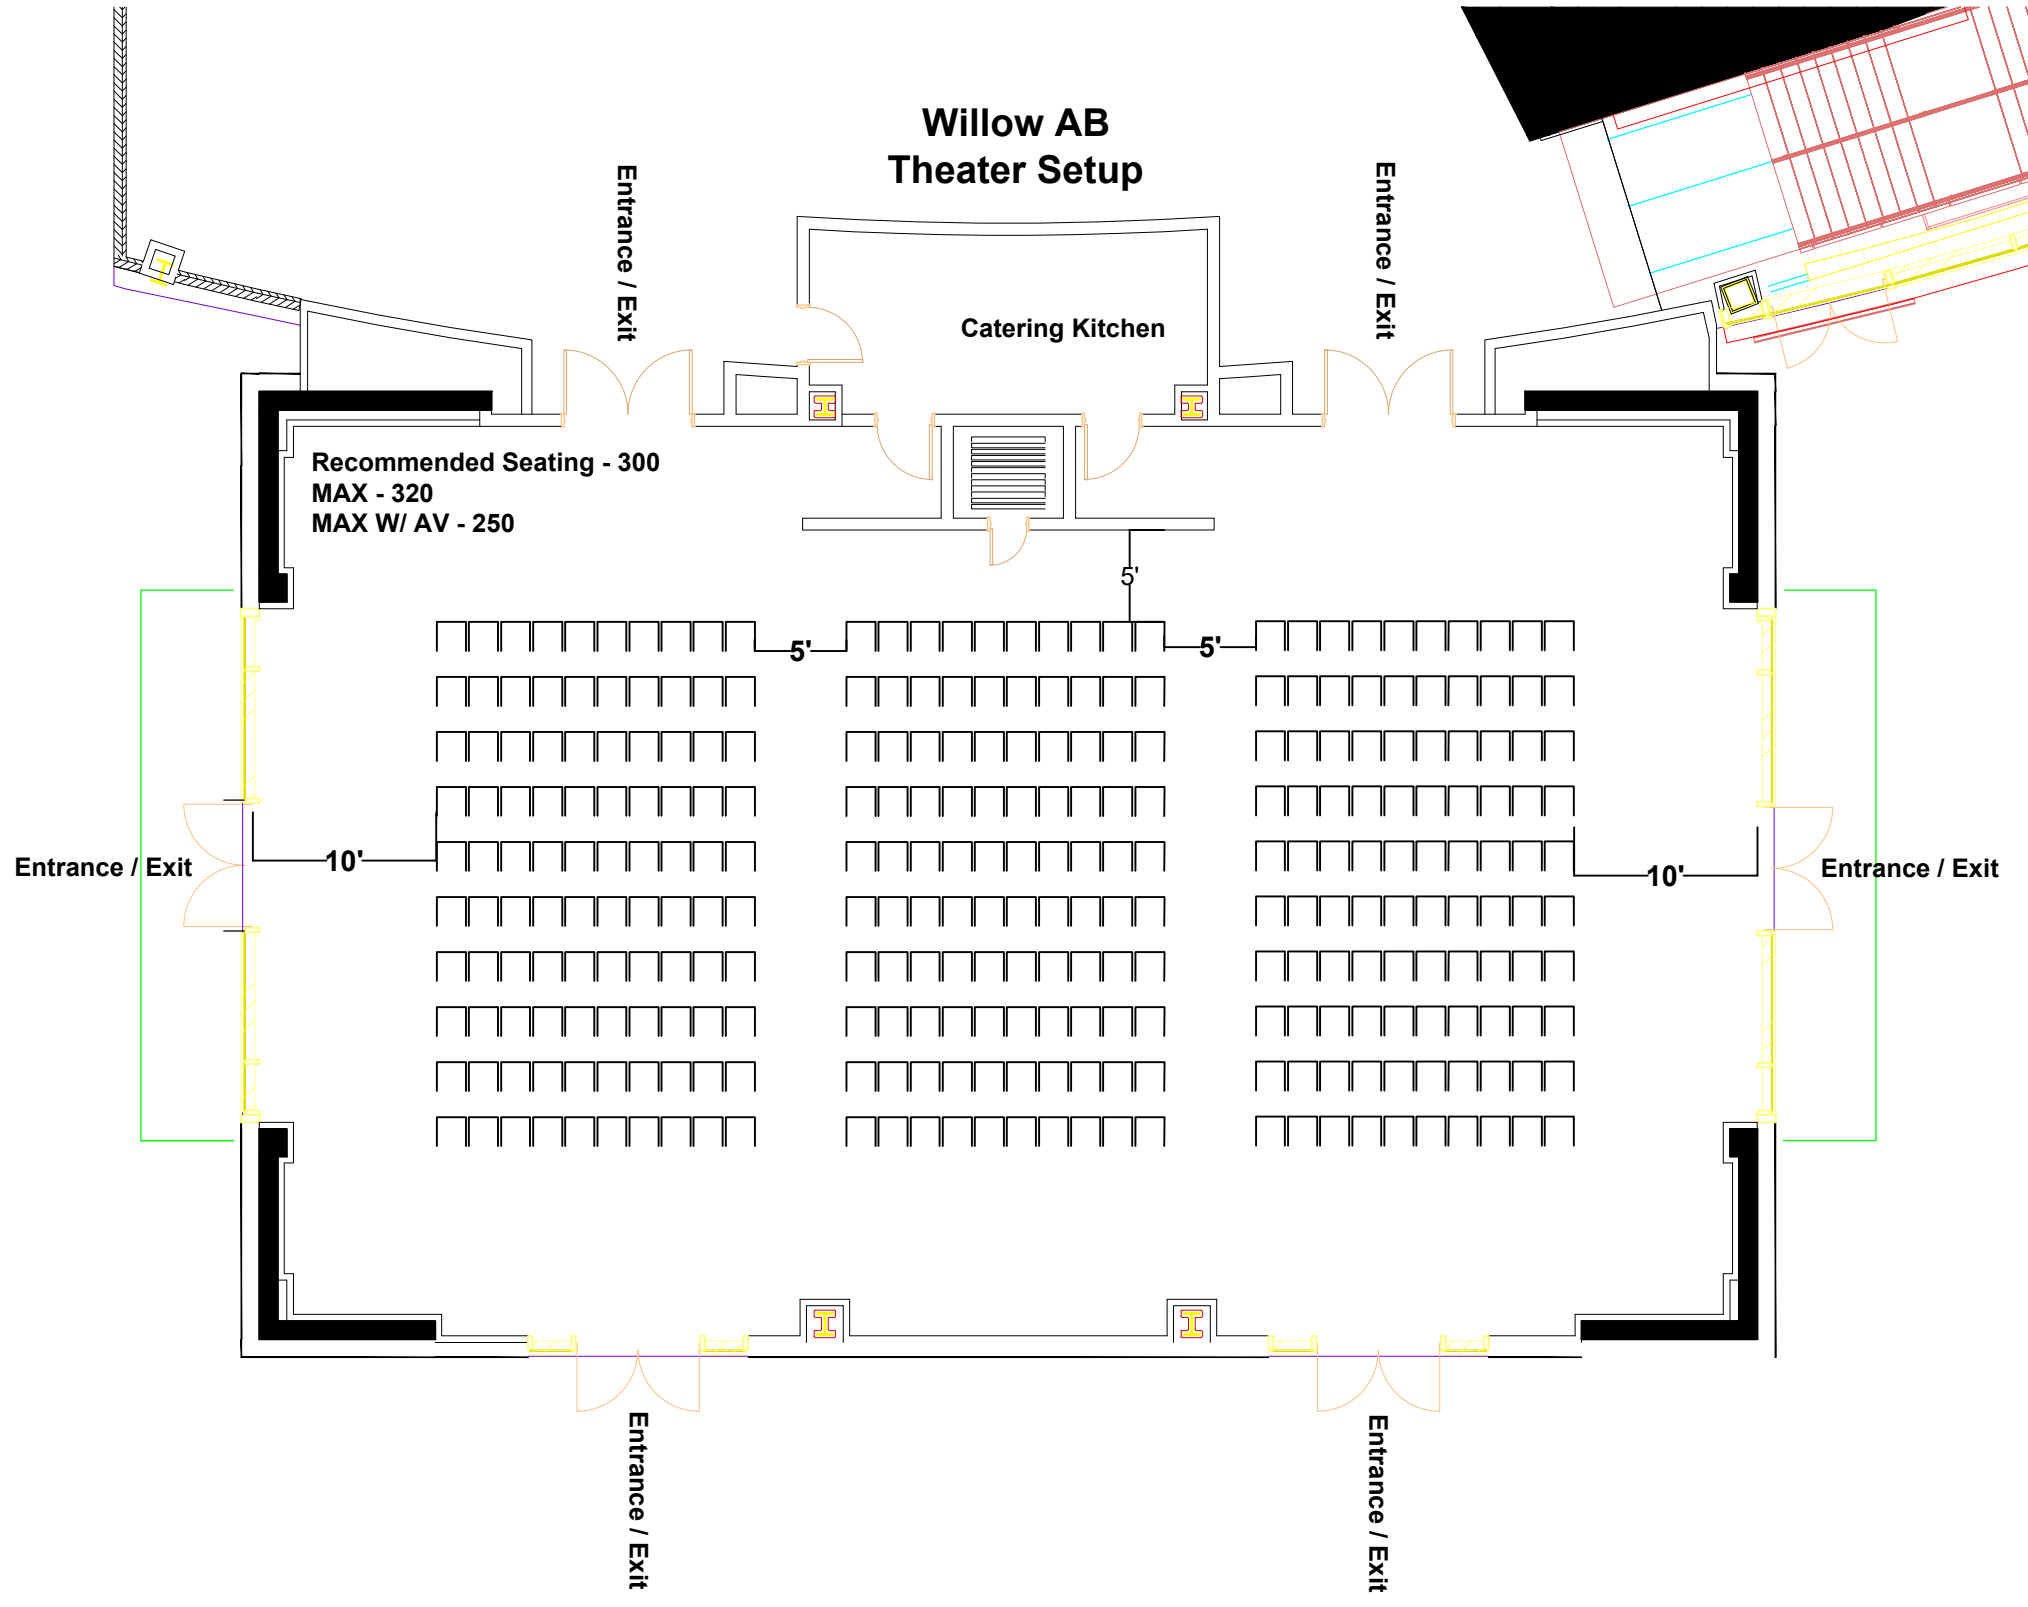 Willow AB
Theater Setup
Entrance / Exit
Entrance / Exit
Catering Kitchen
Recommended Seating - 300
MAX - 320
MAX W/ AV - 250
5'
5'
5'
10'
10'
Entrance / Exit
Entrance / Exit
Entrance / Exit
Entrance / Exit